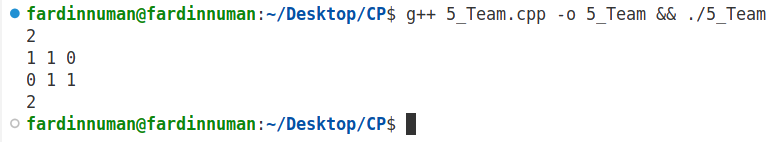 fardinnuman@fardinnuman:~/Desktop/CP$ g++ 5_Team.cpp -o 5_Team && ./5_Team
2
1 1 0
0 1 1
2
fardinnuman@fardinnuman:~/Desktop/CP$